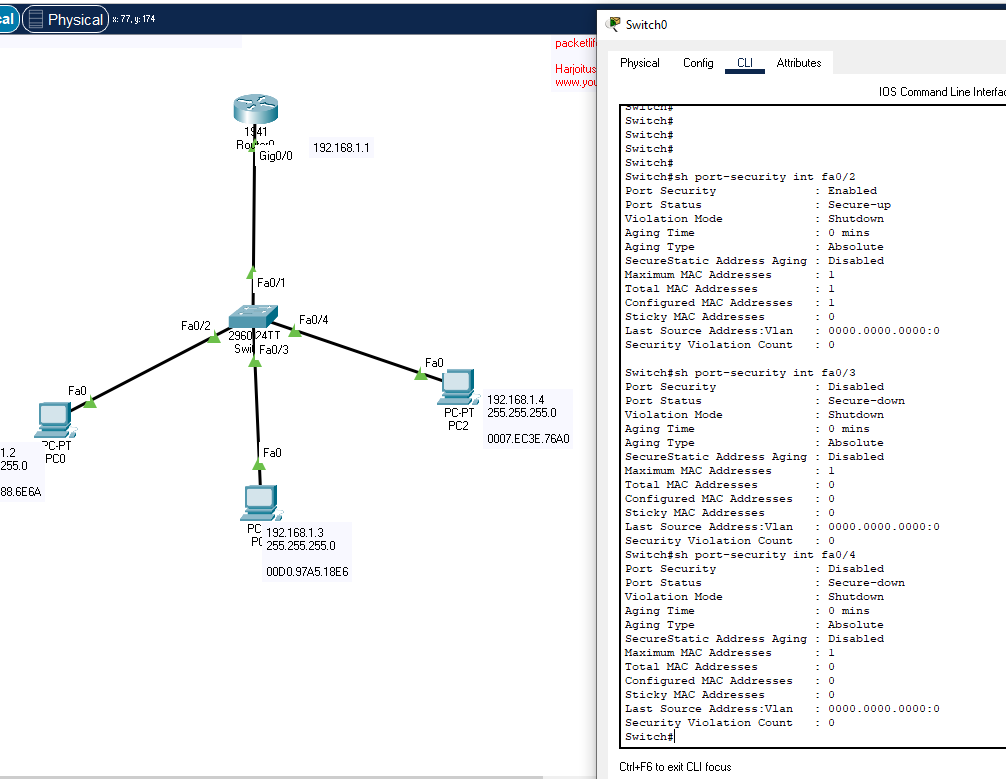 al Physical x: 77, y: 174
packetlif
Harjoitus
www.you
1941
Gig0/0
192.168.1.1
Fa0/1
Fa0/2
Fa0/4
2960-24TT
Fa0/3
Fa0
PC-PT
PC0
1.2
255.0
88.6E6A
Fa0
PC-PT
PC2
192.168.1.4
255.255.255.0
0007.EC3E.76A0
Fa0
PC
192.168.1.3
255.255.255.0
00D0.97A5.18E6
Switch0
Physical Config CLI Attributes
IOS Command Line Interfac
Switch#
Switch#
Switch#
Switch#
Switch#
Switch#sh port-security int fa0/2
Port Security : Enabled
Port Status : Secure-up
Violation Mode : Shutdown
Aging Time : 0 mins
Aging Type : Absolute
SecureStatic Address Aging : Disabled
Maximum MAC Addresses : 1
Total MAC Addresses : 1
Configured MAC Addresses : 1
Sticky MAC Addresses : 0
Last Source Address:Vlan : 0000.0000.0000:0
Security Violation Count : 0
Switch#sh port-security int fa0/3
Port Security : Disabled
Port Status : Secure-down
Violation Mode : Shutdown
Aging Time : 0 mins
Aging Type : Absolute
SecureStatic Address Aging : Disabled
Maximum MAC Addresses : 1
Total MAC Addresses : 0
Configured MAC Addresses : 0
Sticky MAC Addresses : 0
Last Source Address:Vlan : 0000.0000.0000:0
Security Violation Count : 0
Switch#sh port-security int fa0/4
Port Security : Disabled
Port Status : Secure-down
Violation Mode : Shutdown
Aging Time : 0 mins
Aging Type : Absolute
SecureStatic Address Aging : Disabled
Maximum MAC Addresses : 1
Total MAC Addresses : 0
Configured MAC Addresses : 0
Sticky MAC Addresses : 0
Last Source Address:Vlan : 0000.0000.0000:0
Security Violation Count : 0
Switch#
Ctrl+F6 to exit CLI focus